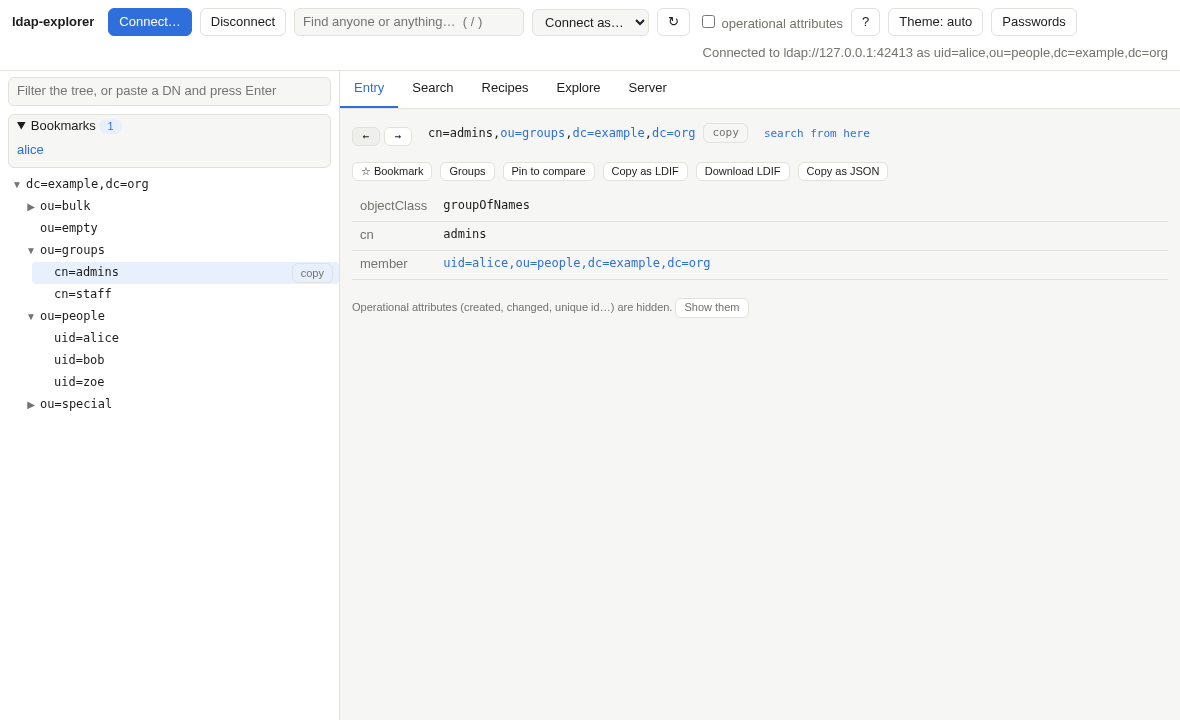 ldap-explorer Connect… Disconnect Find anyone or anything… ( / ) Connect as… ↻ operational attributes ? Theme: auto Passwords
Connected to ldap://127.0.0.1:42413 as uid=alice,ou=people,dc=example,dc=org
Filter the tree, or paste a DN and press Enter
▼ Bookmarks 1
alice
▼ dc=example,dc=org
▶ ou=bulk
ou=empty
▼ ou=groups
cn=admins copy
cn=staff
▼ ou=people
uid=alice
uid=bob
uid=zoe
▶ ou=special
Entry Search Recipes Explore Server
← → cn=admins,ou=groups,dc=example,dc=org copy search from here
☆ Bookmark Groups Pin to compare Copy as LDIF Download LDIF Copy as JSON
objectClass groupOfNames
cn admins
member uid=alice,ou=people,dc=example,dc=org
Operational attributes (created, changed, unique id…) are hidden. Show them